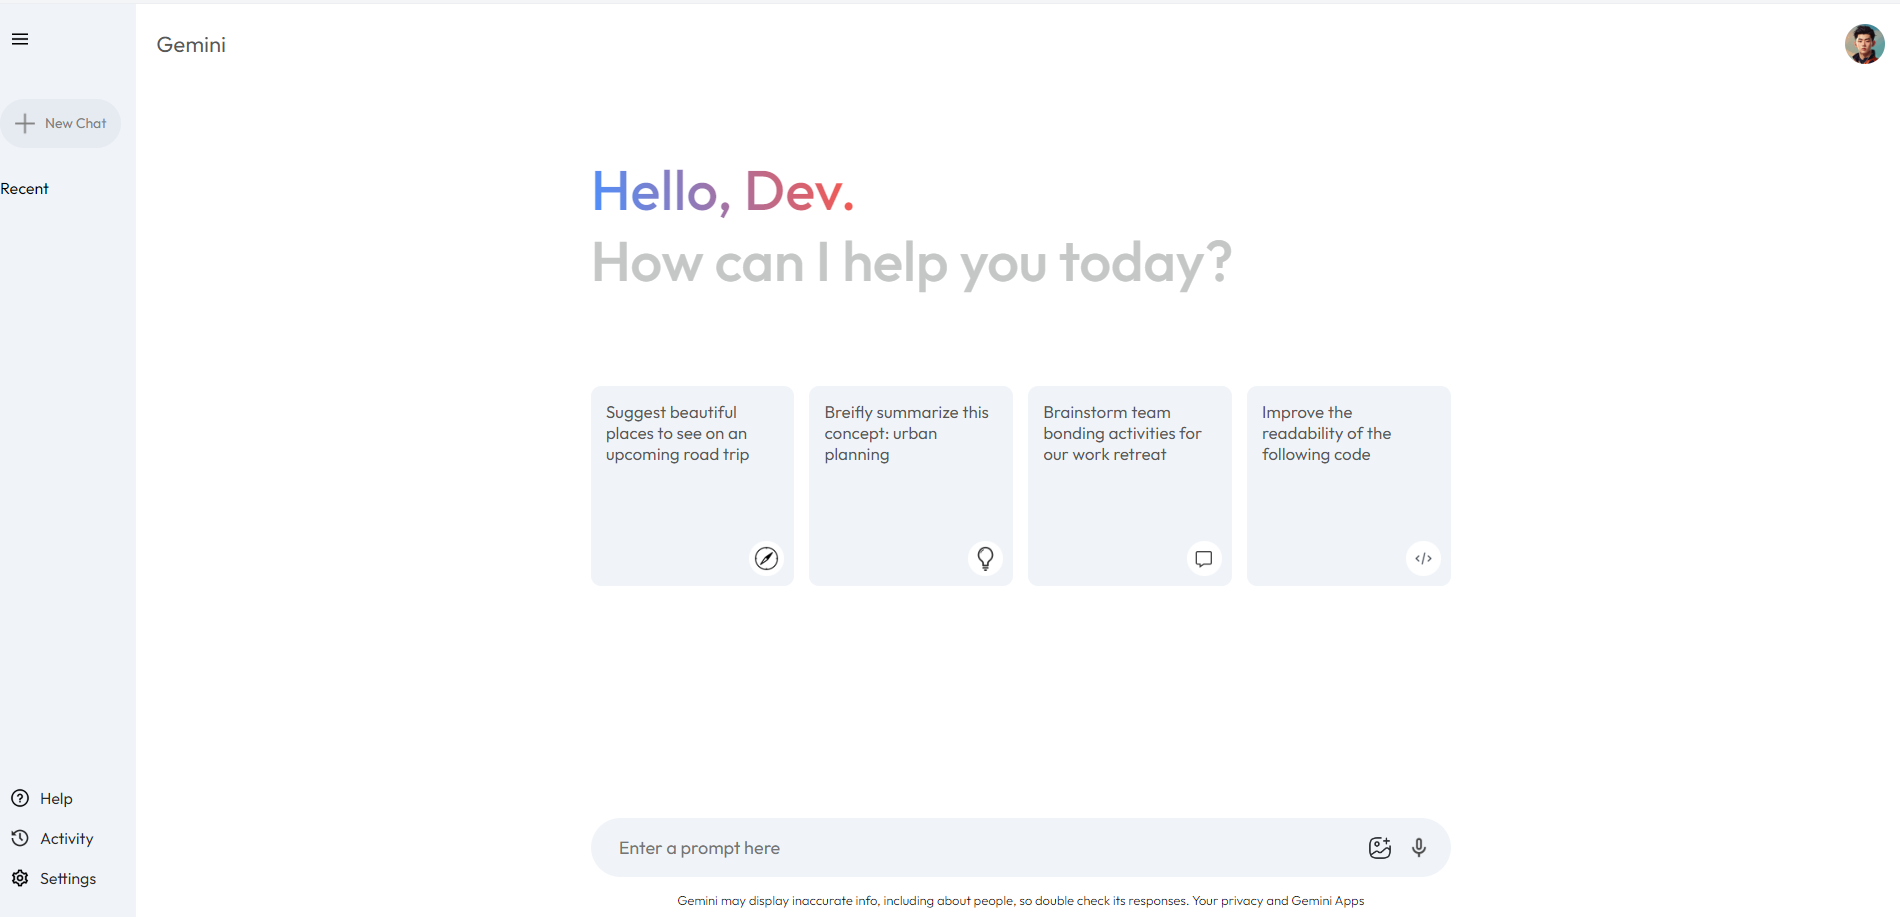 Gemini
New Chat
Recent
Hello, Dev.
How can I help you today?
Suggest beautiful
places to see on an
upcoming road trip
Breifly summarize this
concept: urban
planning
Brainstorm team
bonding activities for
our work retreat
Improve the
readability of the
following code
Help
Activity
Settings
Enter a prompt here
Gemini may display inaccurate info, including about people, so double check its responses. Your privacy and Gemini Apps